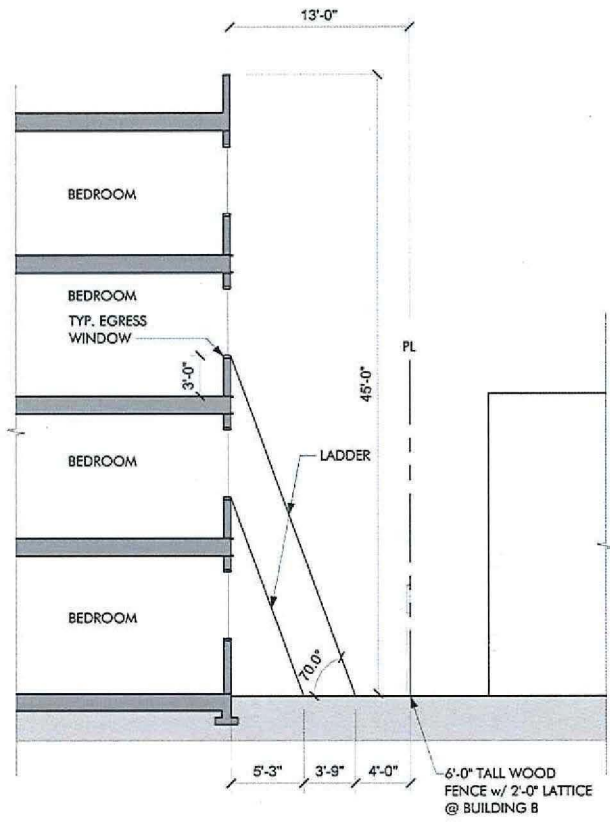 13'-0"
BEDROOM
BEDROOM
TYP. EGRESS
WINDOW
3'-0"
45'-0"
PL
BEDROOM
LADDER
BEDROOM
70.0°
5'-3"
3'-9"
4'-0"
6'-0" TALL WOOD
FENCE w/ 2'-0" LATTICE
@ BUILDING B